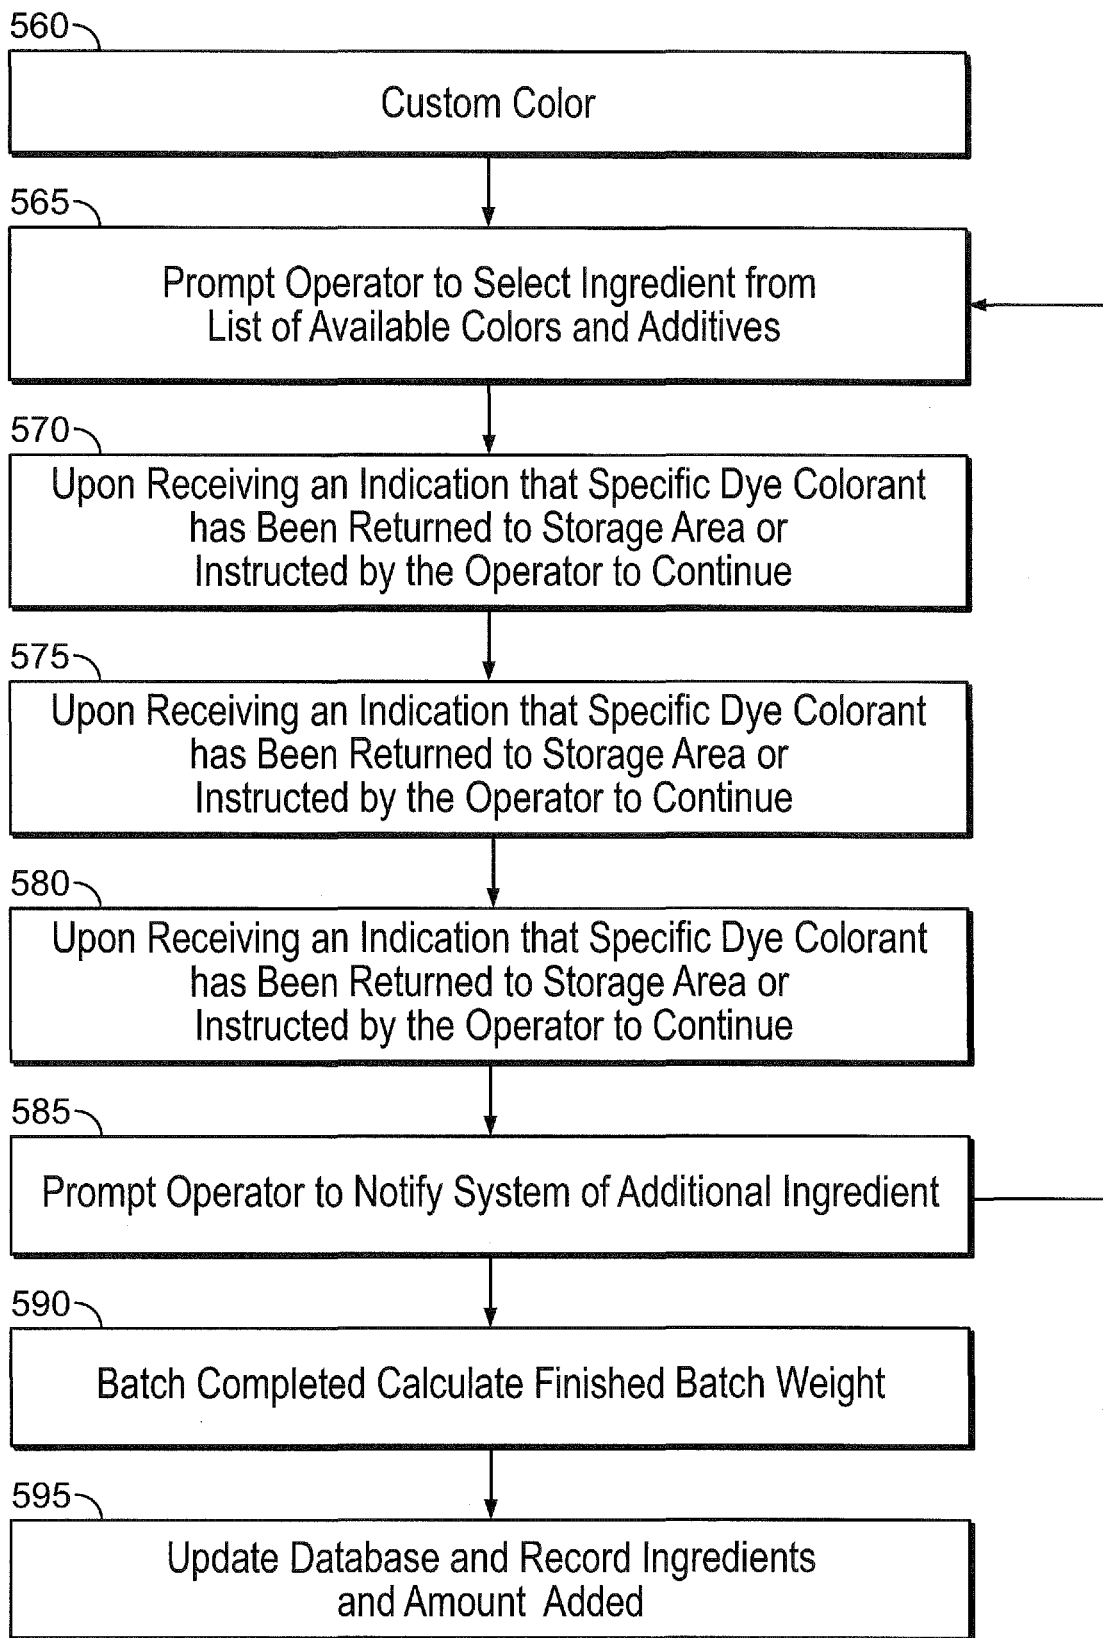 560
Custom Color
565
Prompt Operator to Select Ingredient from
List of Available Colors and Additives
570
Upon Receiving an Indication that Specific Dye Colorant
has Been Returned to Storage Area or
Instructed by the Operator to Continue
575
Upon Receiving an Indication that Specific Dye Colorant
has Been Returned to Storage Area or
Instructed by the Operator to Continue
580
Upon Receiving an Indication that Specific Dye Colorant
has Been Returned to Storage Area or
Instructed by the Operator to Continue
585
Prompt Operator to Notify System of Additional Ingredient
590
Batch Completed Calculate Finished Batch Weight
595
Update Database and Record Ingredients
and Amount Added